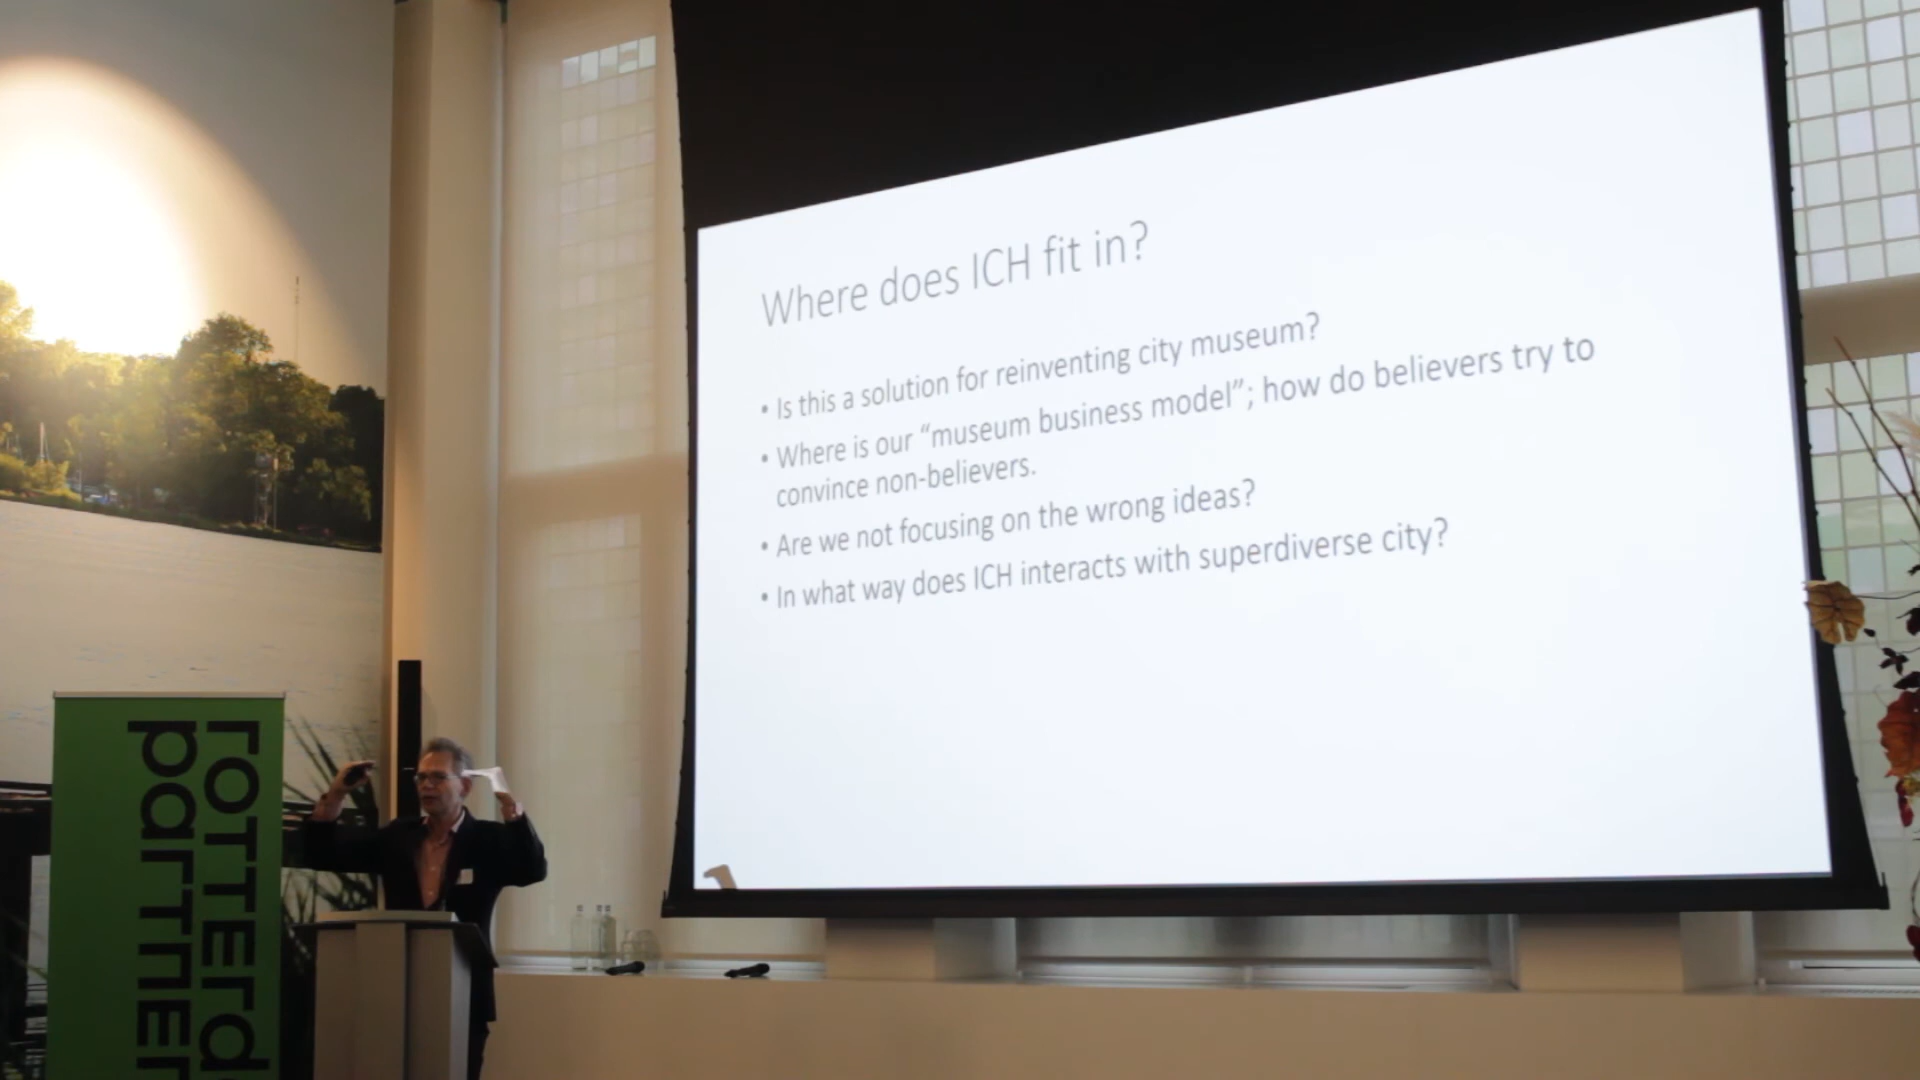 Where does ICH fit in?
• Is this a solution for reinventing city museum?
• Where is our “museum business model”; how do believers try to
convince non-believers.
• Are we not focusing on the wrong ideas?
• In what way does ICH interacts with superdiverse city?
rotterd
partner